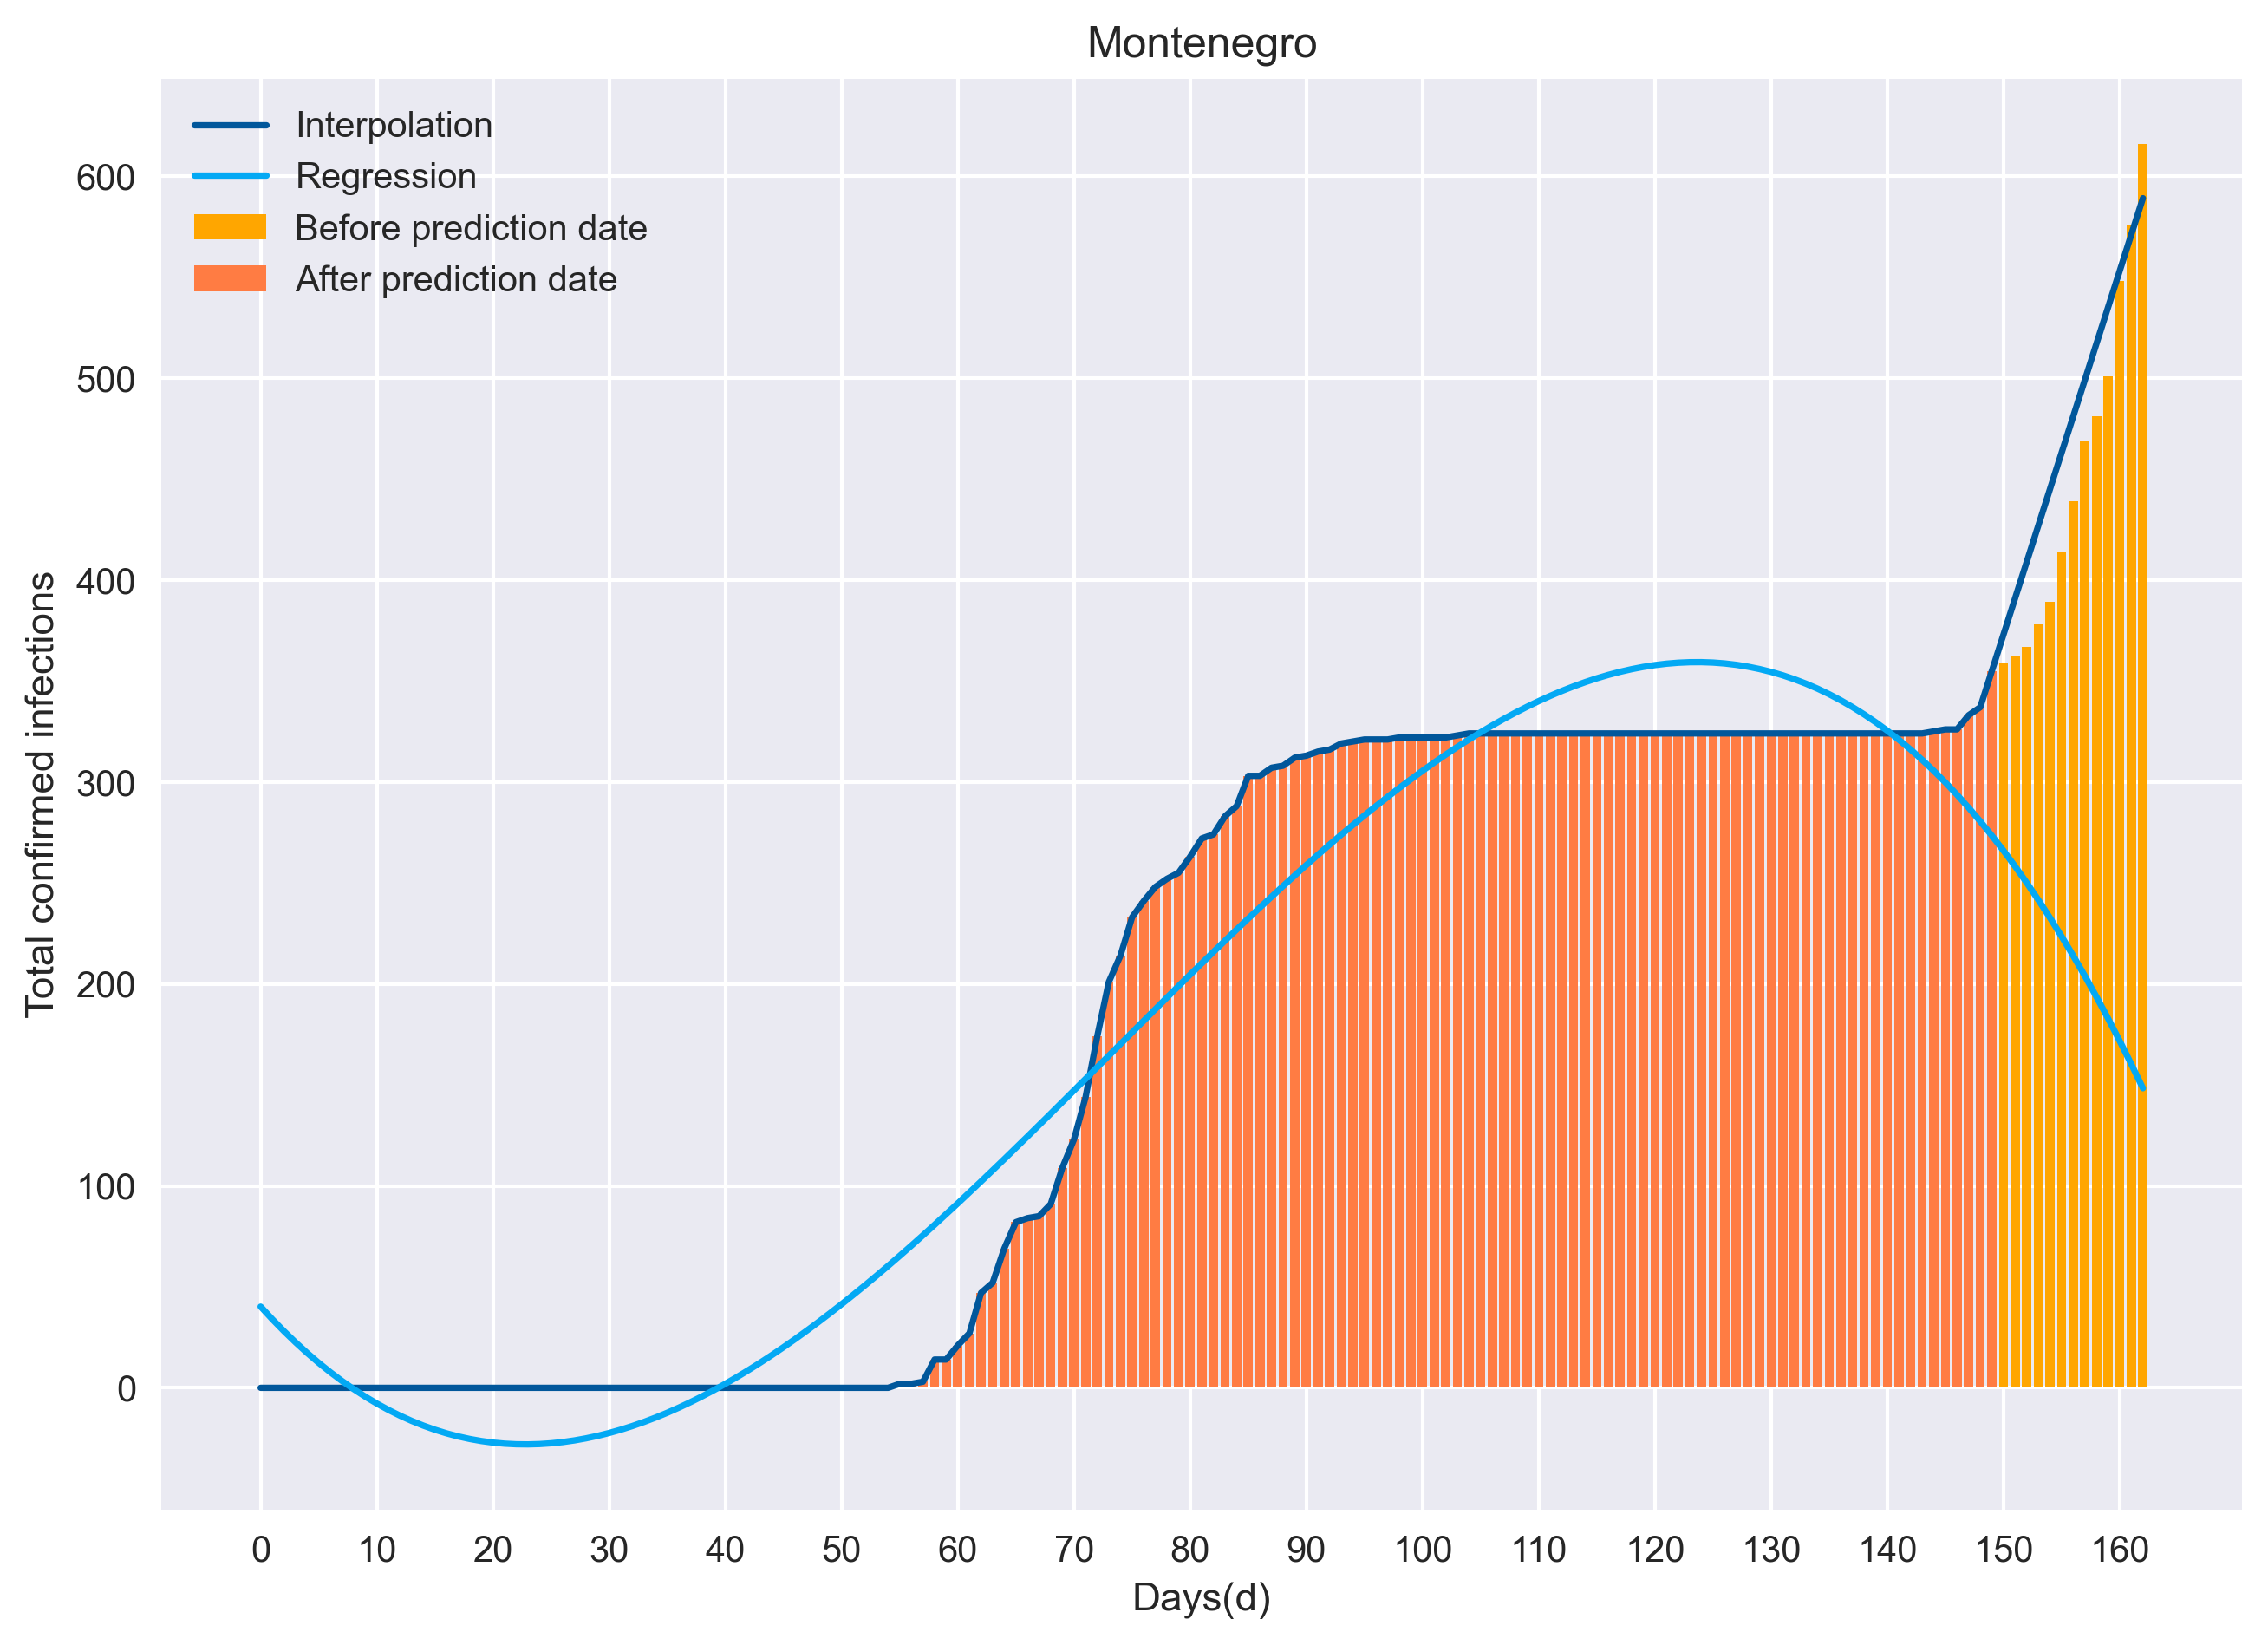 Montenegro
Interpolation
Regression
Before prediction date
After prediction date
600
500
400
300
200
100
0
Total confirmed infections
0 10 20 30 40 50 60 70 80 90 100 110 120 130 140 150 160
Days(d)